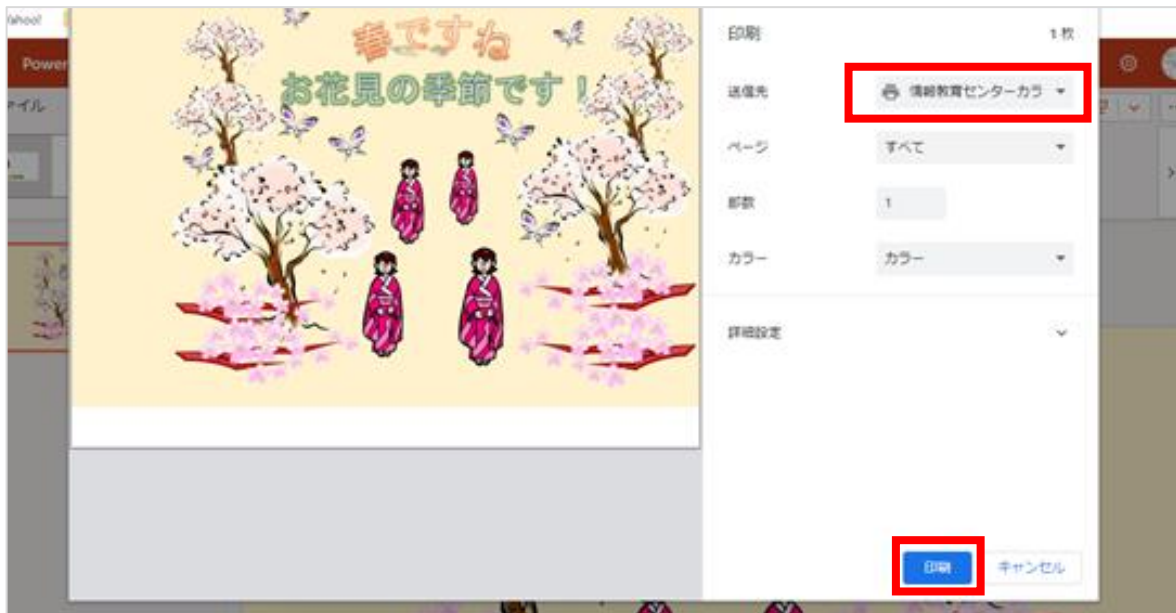 ahoo!
Power
ァイル
春ですね
お花見の季節です！
印刷
1 枚
送信先
情報教育センターカラ
ページ
すべて
部数
1
カラー
カラー
詳細設定
印刷
キャンセル